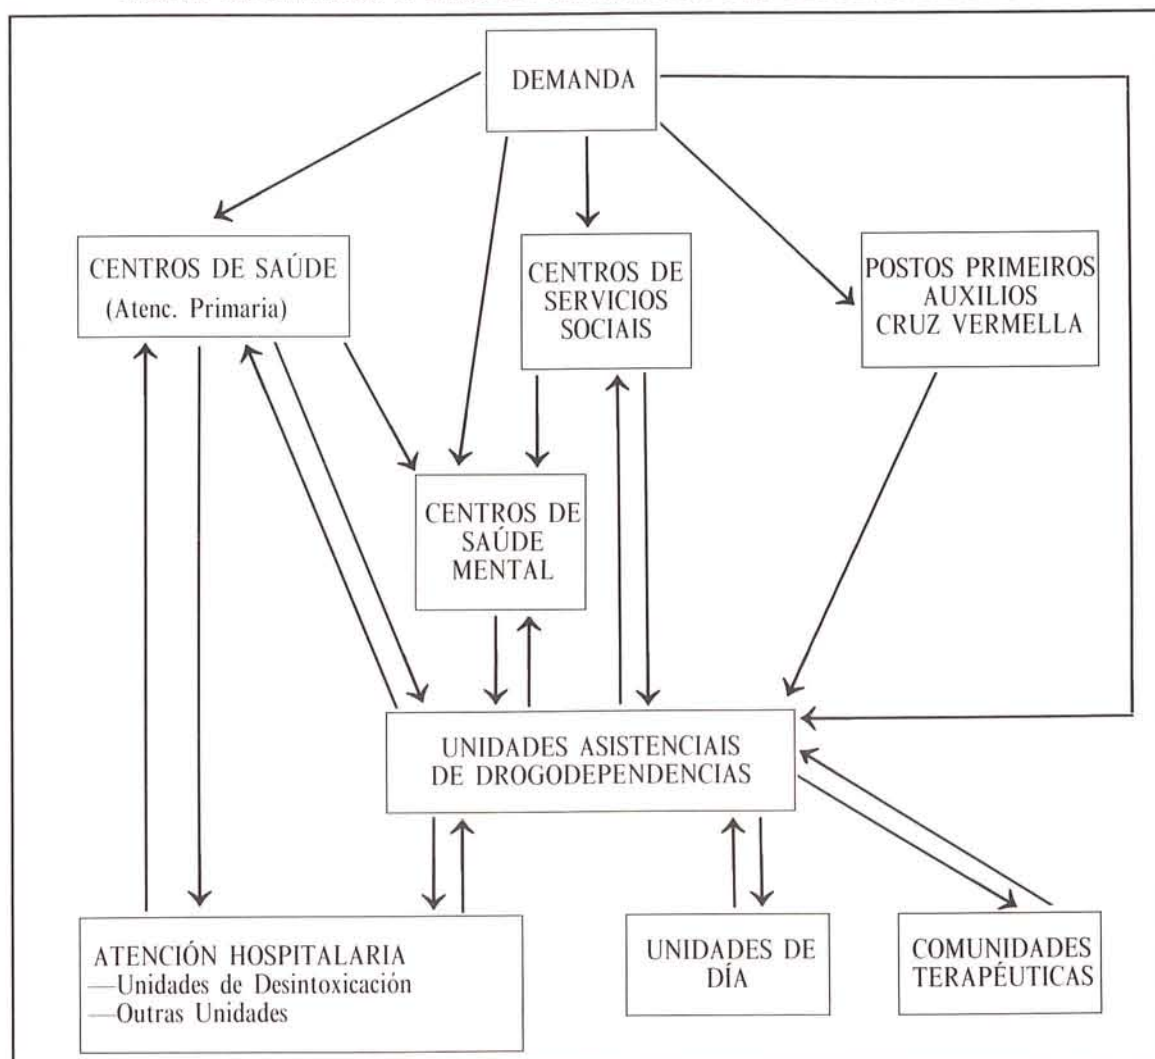 DEMANDA
CENTROS DE SAÚDE
(Atenc. Primaria)
CENTROS DE
SERVICIOS
SOCIAIS
POSTOS PRIMEIROS
AUXILIOS
CRUZ VERMELLA
CENTROS DE
SAÚDE
MENTAL
UNIDADES ASISTENCIAIS
DE DROGODEPENDENCIAS
ATENCIÓN HOSPITALARIA
—Unidades de Desintoxicación
—Outras Unidades
UNIDADES DE
DÍA
COMUNIDADES
TERAPÉUTICAS